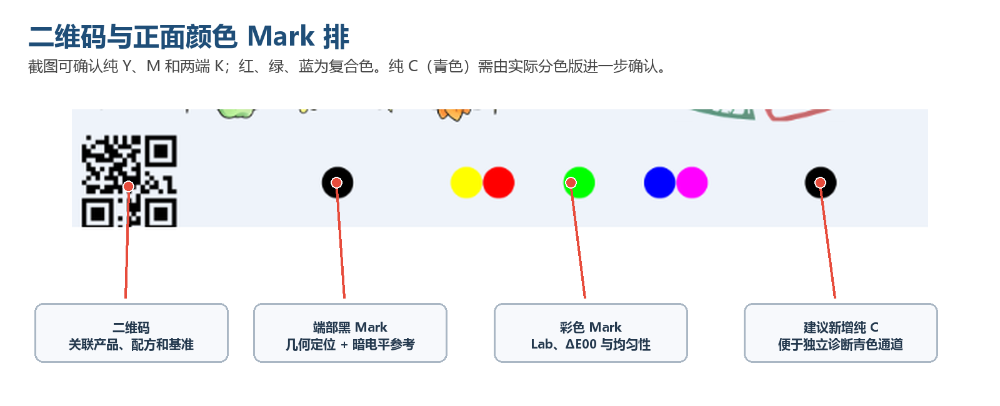 二维码与正面颜色 Mark 排
截图可确认纯 Y、M 和两端 K；红、绿、蓝为复合色。纯 C（青色）需由实际分色版进一步确认。
二维码
关联产品、配方和基准
端部黑 Mark
几何定位 + 暗电平参考
彩色 Mark
Lab、ΔE00 与均匀性
建议新增纯 C
便于独立诊断青色通道